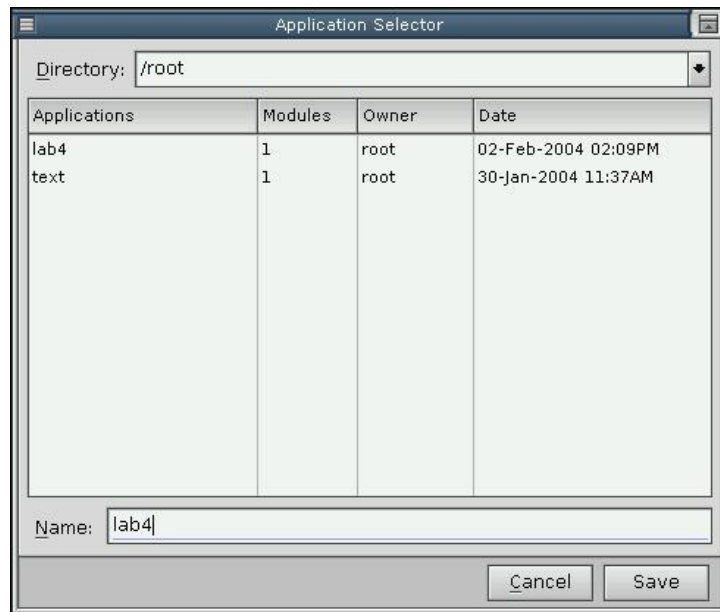 Application Selector
Directory: /root
Applications Modules Owner Date
lab4 1 root 02-Feb-2004 02:09PM
text 1 root 30-Jan-2004 11:37AM
Name: lab4
Cancel Save